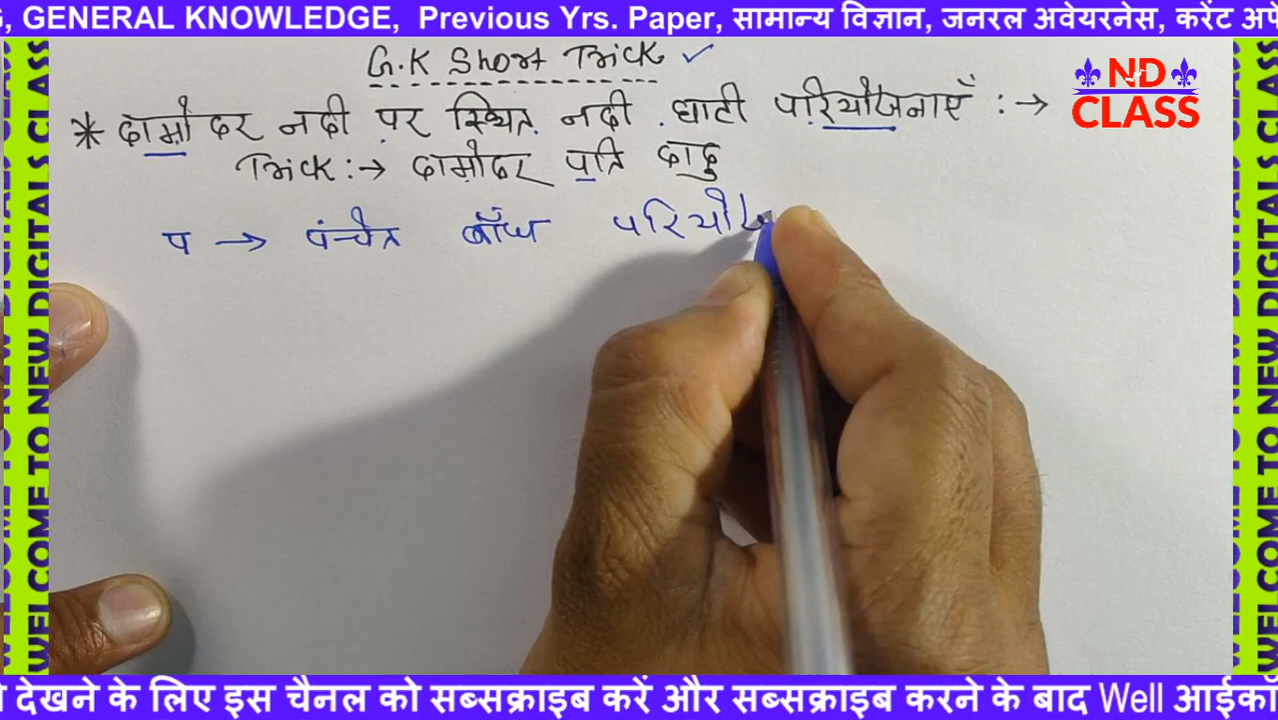 G, GENERAL KNOWLEDGE, Previous Yrs. Paper, सामान्य विज्ञान, जनरल अवेयरनेस, करेंट अफे
G.K Short Trick ✓
ND
CLASS
* दामोदर नदी पर स्थित नदी घाटी परियोजनाएँ :→
Trick :→ दामोदर पति दादु
प → पंचेत बाँध परियोज
WELCOME TO NEW DIGITALS CLASS
WELCOME TO NEW DIGITALS CLASS
देखने के लिए इस चैनल को सब्सक्राइब करें और सब्सक्राइब करने के बाद Well आईका